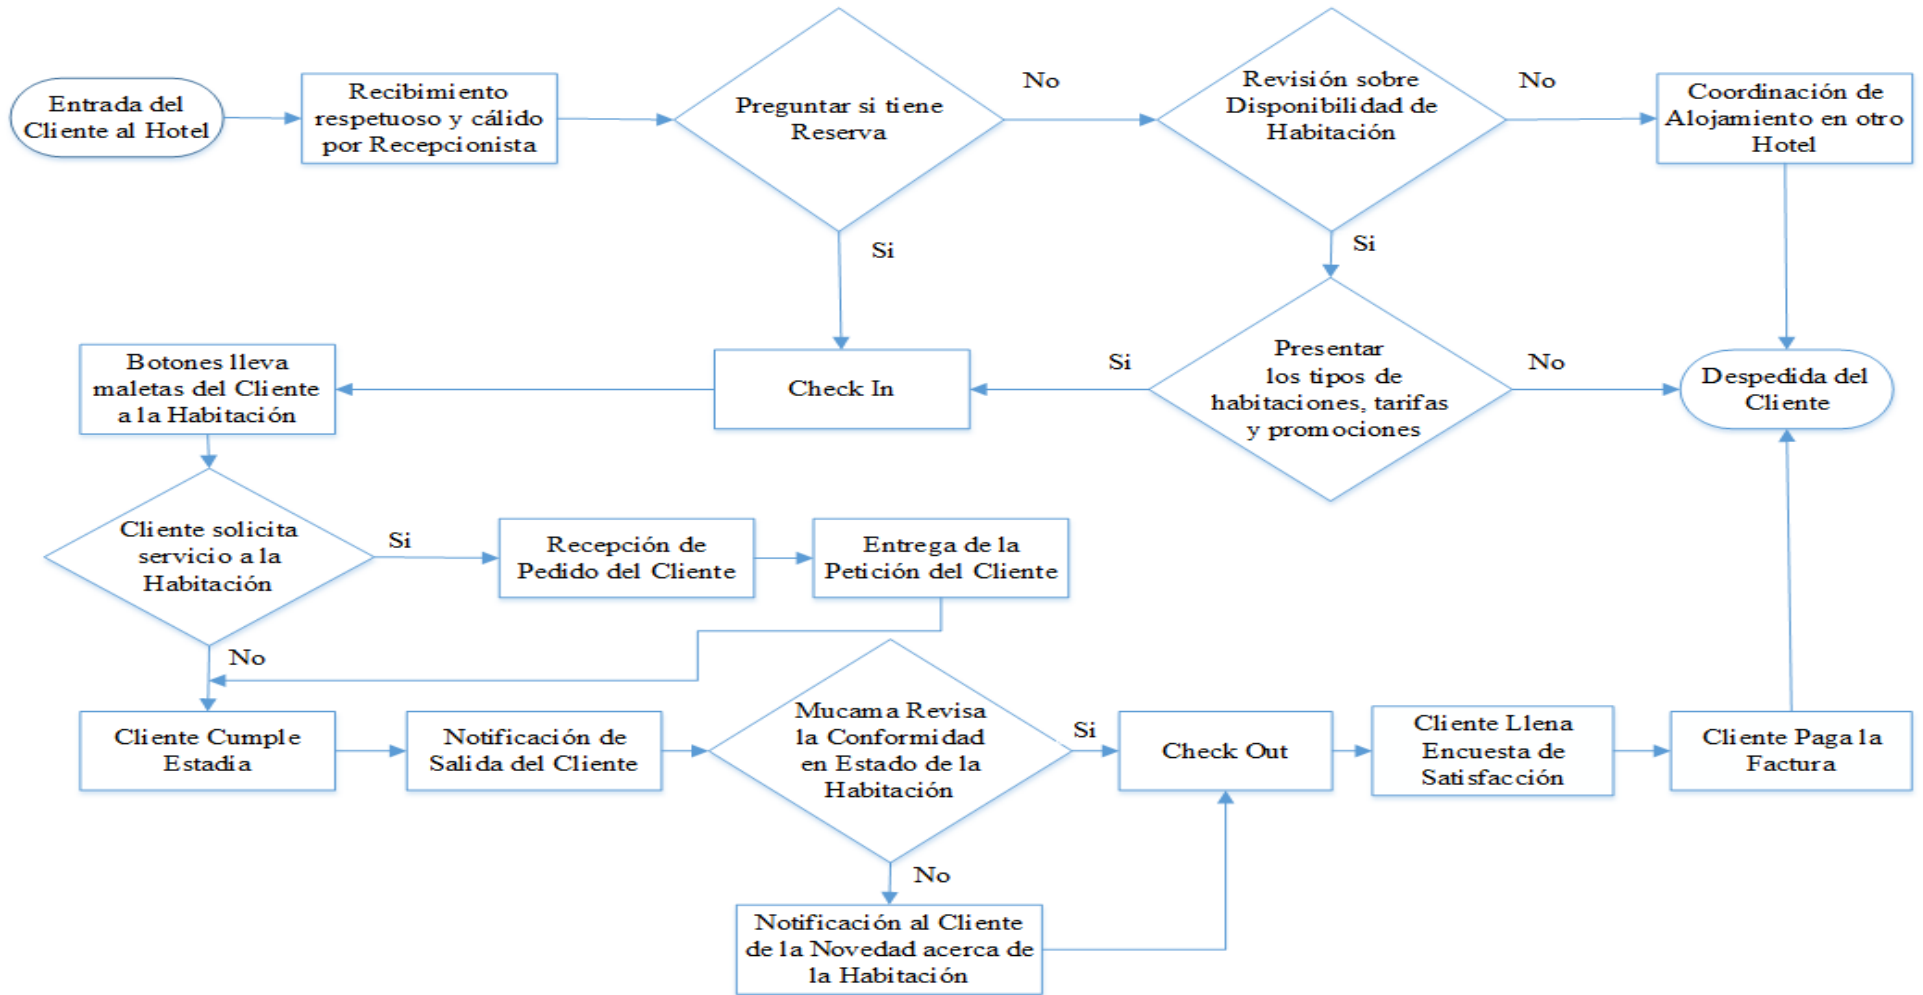 Entrada del
Cliente al Hotel
Recibimiento
respetuoso y cálido
por Recepcionista
Preguntar si tiene
Reserva
No
Revisión sobre
Disponibilidad de
Habitación
No
Coordinación de
Alojamiento en otro
Hotel
Si
Si
Botones lleva
maletas del Cliente
a la Habitación
Check In
Si
Presentar
los tipos de
habitaciones, tarifas
y promociones
No
Despedida del
Cliente
Cliente solicita
servicio a la
Habitación
Si
Recepción de
Pedido del Cliente
Entrega de la
Petición del Cliente
No
Cliente Cumple
Estadía
Notificación de
Salida del Cliente
Mucama Revisa
la Conformidad
en Estado de la
Habitación
Si
Check Out
Cliente Llena
Encuesta de
Satisfacción
Cliente Paga la
Factura
No
Notificación al Cliente
de la Novedad acerca de
la Habitación